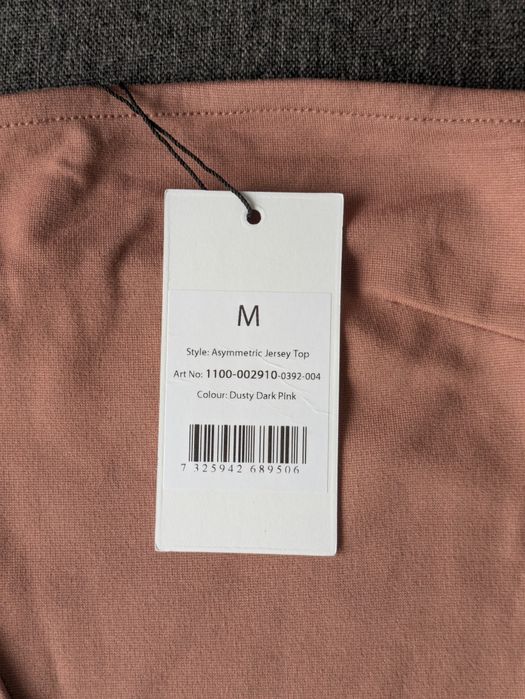 M
Style: Asymmetric Jersey Top
Art No: 1100-002910-0392-004
Colour: Dusty Dark Pink
7 325942 689506